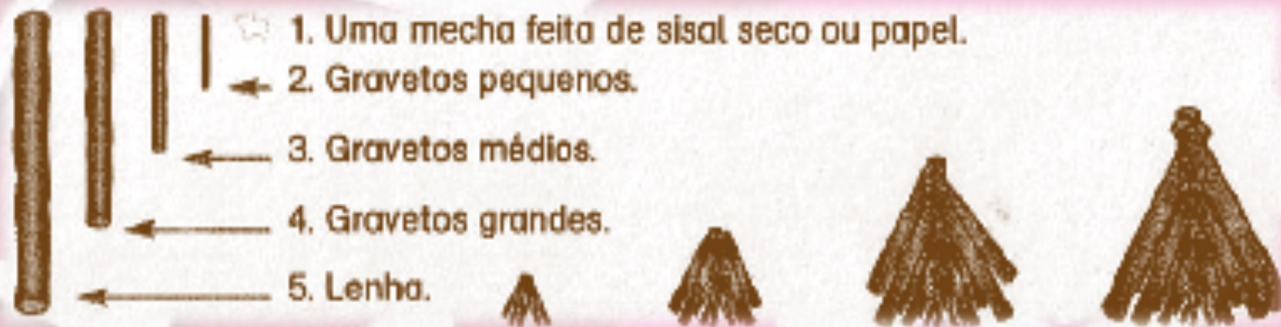 1. Uma mecha feita de sisal seco ou papel.
2. Gravetos pequenos.
3. Gravetos médios.
4. Gravetos grandes.
5. Lenha.